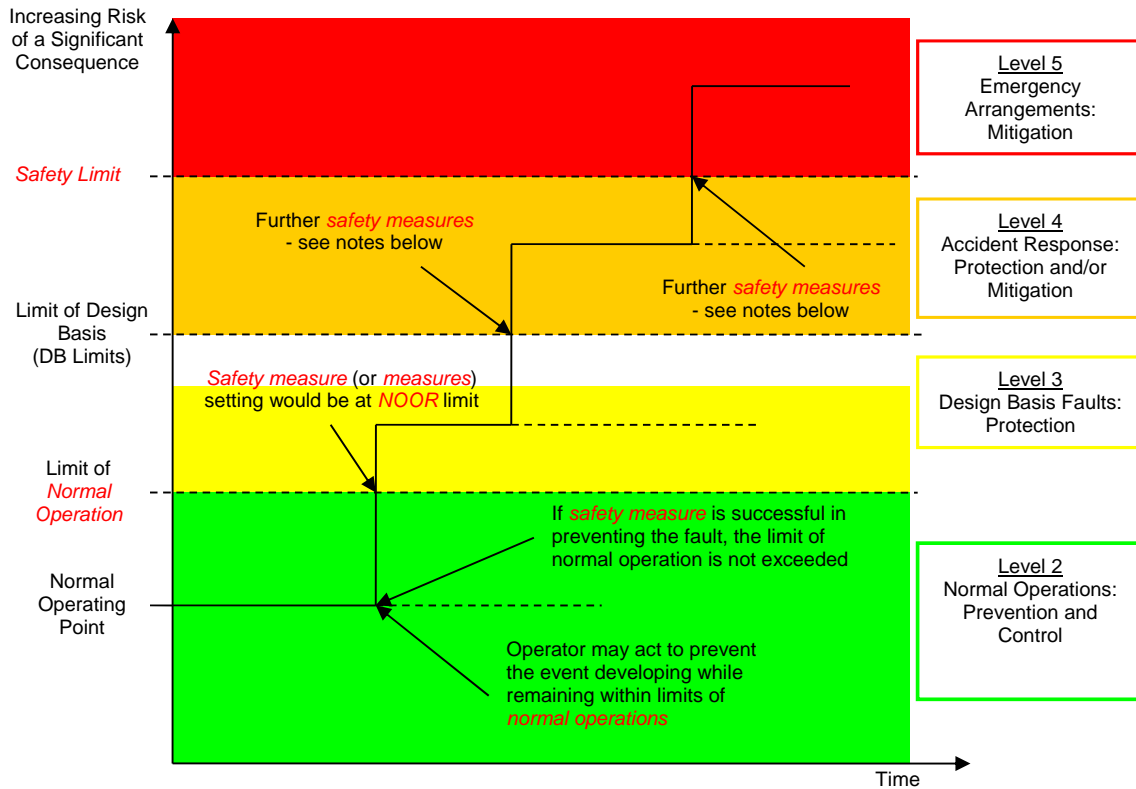 Increasing Risk
of a Significant
Consequence
Level 5
Emergency
Arrangements:
Mitigation
Safety Limit
Further safety measures
- see notes below
Level 4
Accident Response:
Protection and/or
Mitigation
Further safety measures
- see notes below
Limit of Design
Basis
(DB Limits)
Safety measure (or measures)
setting would be at NOOR limit
Level 3
Design Basis Faults:
Protection
Limit of
Normal
Operation
If safety measure is successful in
preventing the fault, the limit of
normal operation is not exceeded
Level 2
Normal Operations:
Prevention and
Control
Normal
Operating
Point
Operator may act to prevent
the event developing while
remaining within limits of
normal operations
Time